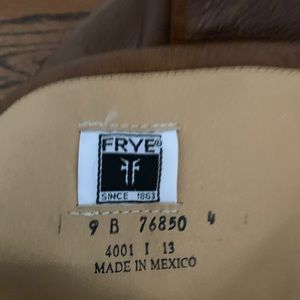 FRYE®
SINCE 1863
9 B 76850 4
4001 I 13
MADE IN MEXICO